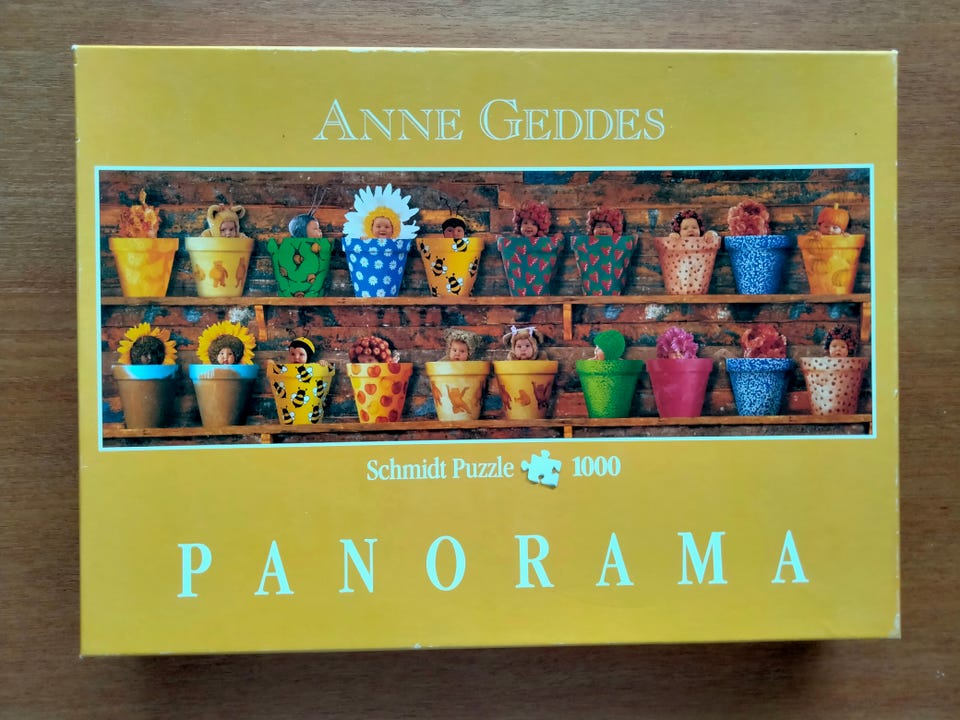 ANNE GEDDES
Schmidt Puzzle 1000
PANORAMA